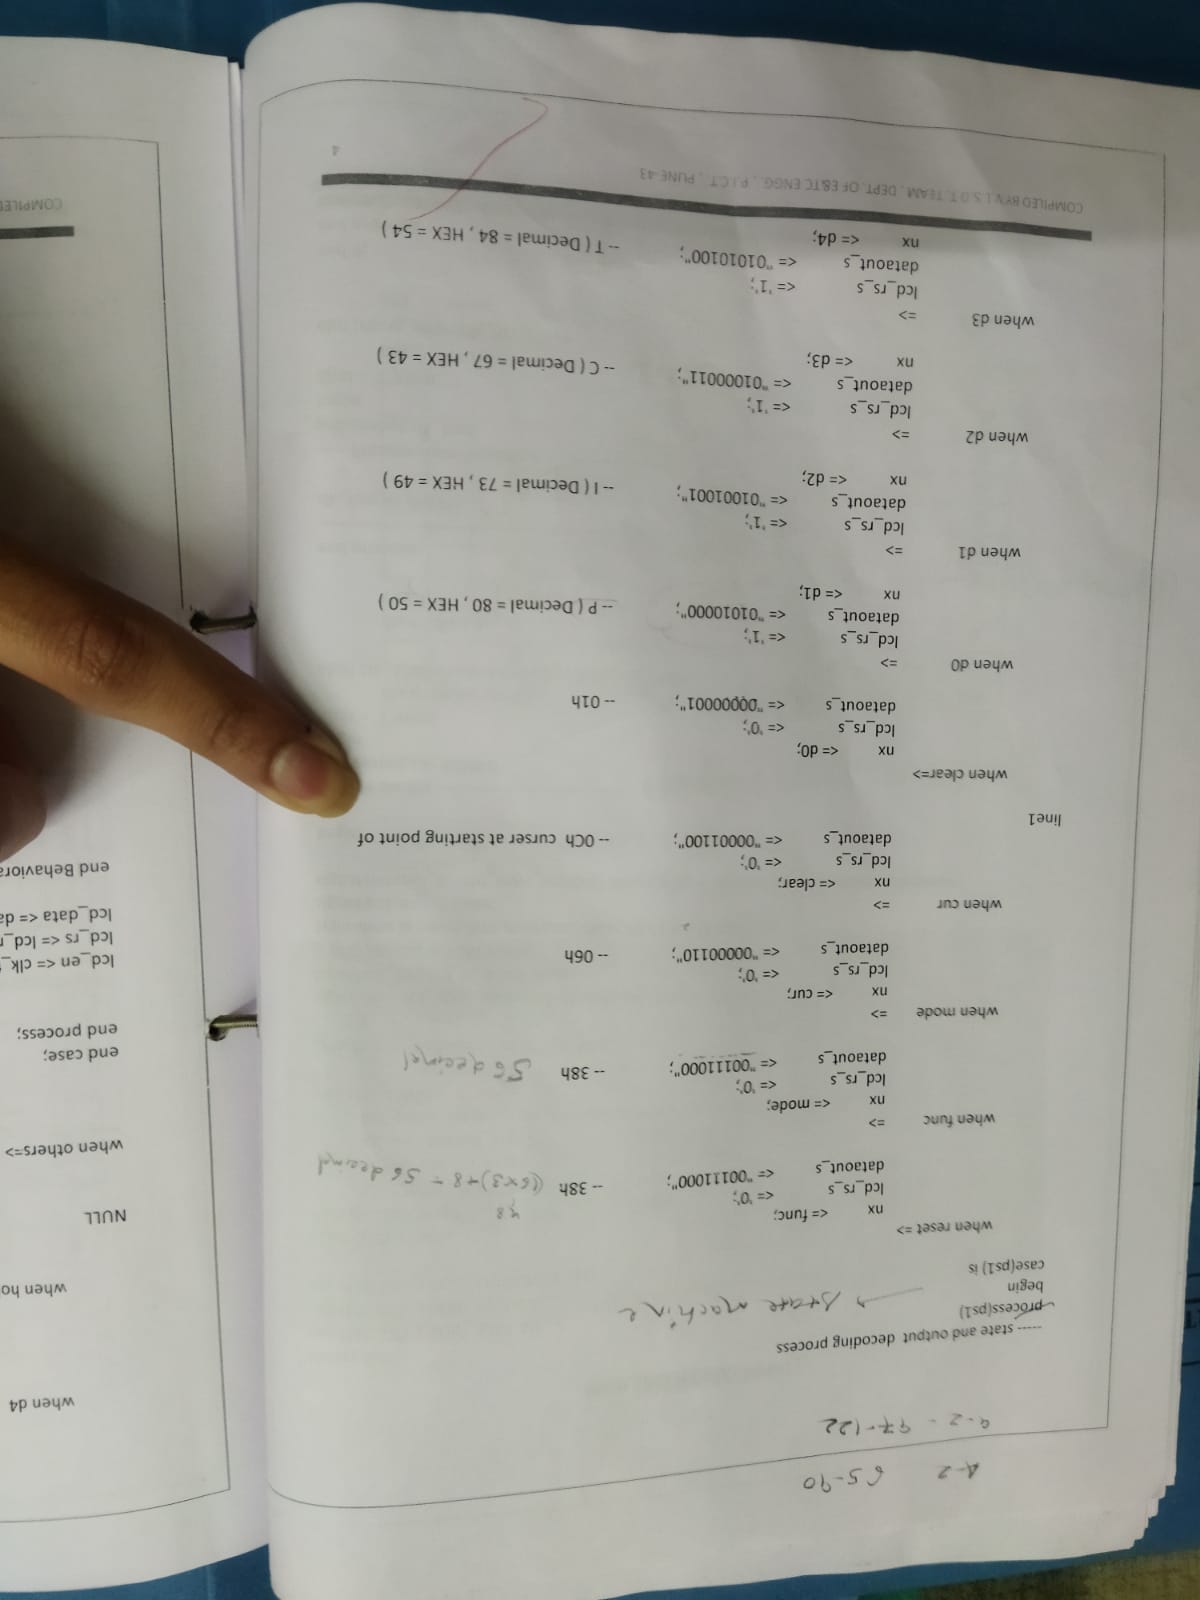 A-Z 65-90
a-z - 97-122
----- state and output decoding process
process(ps1)
→ state machine
begin
case(ps1) is
when reset =>
nx <= func;
lcd_rs_s <= '0';
dataout_s <= "00111000"; -- 38h (16x3)+8 = 56 decimal
when func =>
nx <= mode;
lcd_rs_s <= '0';
dataout_s <= "00111000"; -- 38h 56 decimal
when mode =>
nx <= cur;
lcd_rs_s <= '0';
dataout_s <= "00000110"; -- 06h
when cur =>
nx <= clear;
lcd_rs_s <= '0';
dataout_s <= "00001100"; -- 0Ch curser at starting point of
line1
when clear=>
nx <= d0;
lcd_rs_s <= '0';
dataout_s <= "00000001"; -- 01h
when d0 =>
lcd_rs_s <= '1';
dataout_s <= "01010000"; -- P ( Decimal = 80 , HEX = 50 )
nx <= d1;
when d1 =>
lcd_rs_s <= '1';
dataout_s <= "01001001"; -- I ( Decimal = 73 , HEX = 49 )
nx <= d2;
when d2 =>
lcd_rs_s <= '1';
dataout_s <= "01000011"; -- C ( Decimal = 67 , HEX = 43 )
nx <= d3;
when d3 =>
lcd_rs_s <= '1';
dataout_s <= "01010100"; -- T ( Decimal = 84 , HEX = 54 )
nx <= d4;
COMPILED BY V.L.S.D.T. TEAM , DEPT. OF E&TC ENGG. , P.I.C.T. , PUNE-43
4
when d4
when ho
NULL
when others=>
end case;
end process;
lcd_en <= clk_
lcd_rs <= lcd_r
lcd_data <= da
end Behaviora
COMPILE